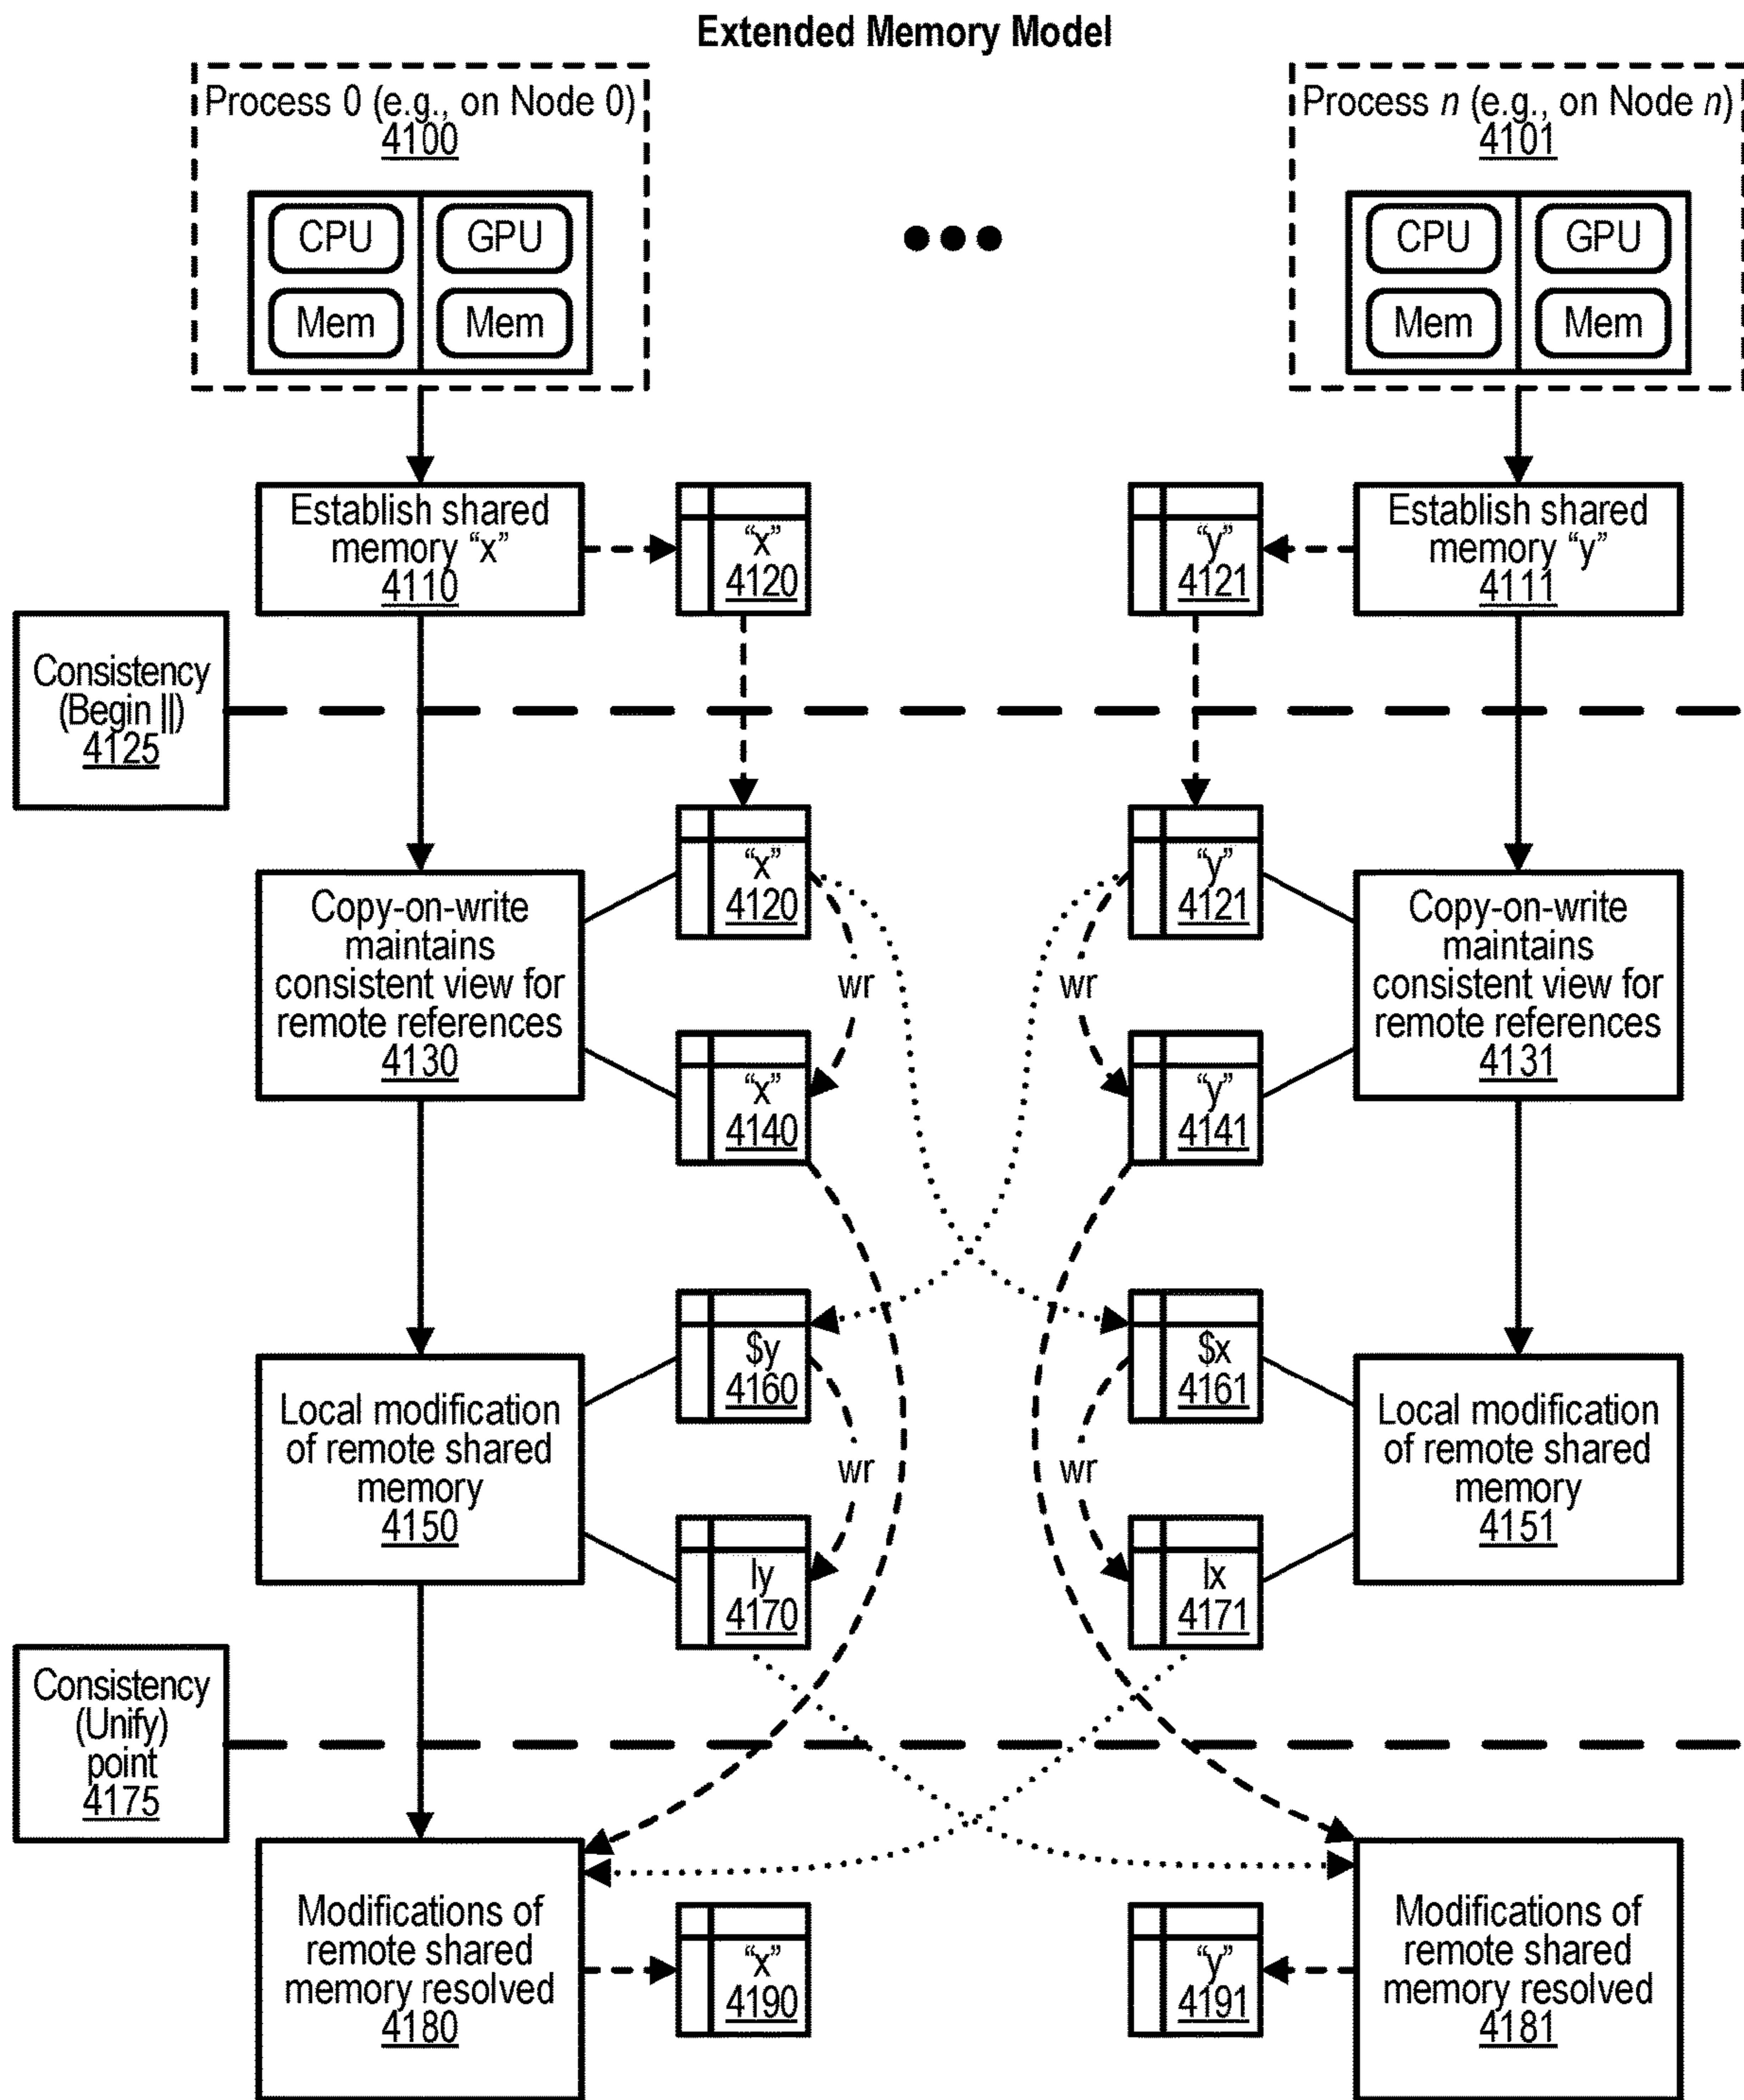 Extended Memory Model
Process 0 (e.g., on Node 0)
4100
CPU
GPU
Mem
Mem
Process n (e.g., on Node n)
4101
CPU
GPU
Mem
Mem
Establish shared
memory “x”
4110
“x”
4120
“y”
4121
Establish shared
memory “y”
4111
Consistency
(Begin ||)
4125
Copy-on-write
maintains
consistent view for
remote references
4130
“x”
4120
wr
“x”
4140
“y”
4121
wr
“y”
4141
Copy-on-write
maintains
consistent view for
remote references
4131
Local modification
of remote shared
memory
4150
$y
4160
wr
ly
4170
$x
4161
wr
lx
4171
Local modification
of remote shared
memory
4151
Consistency
(Unify)
point
4175
Modifications of
remote shared
memory resolved
4180
“x”
4190
“y”
4191
Modifications of
remote shared
memory resolved
4181